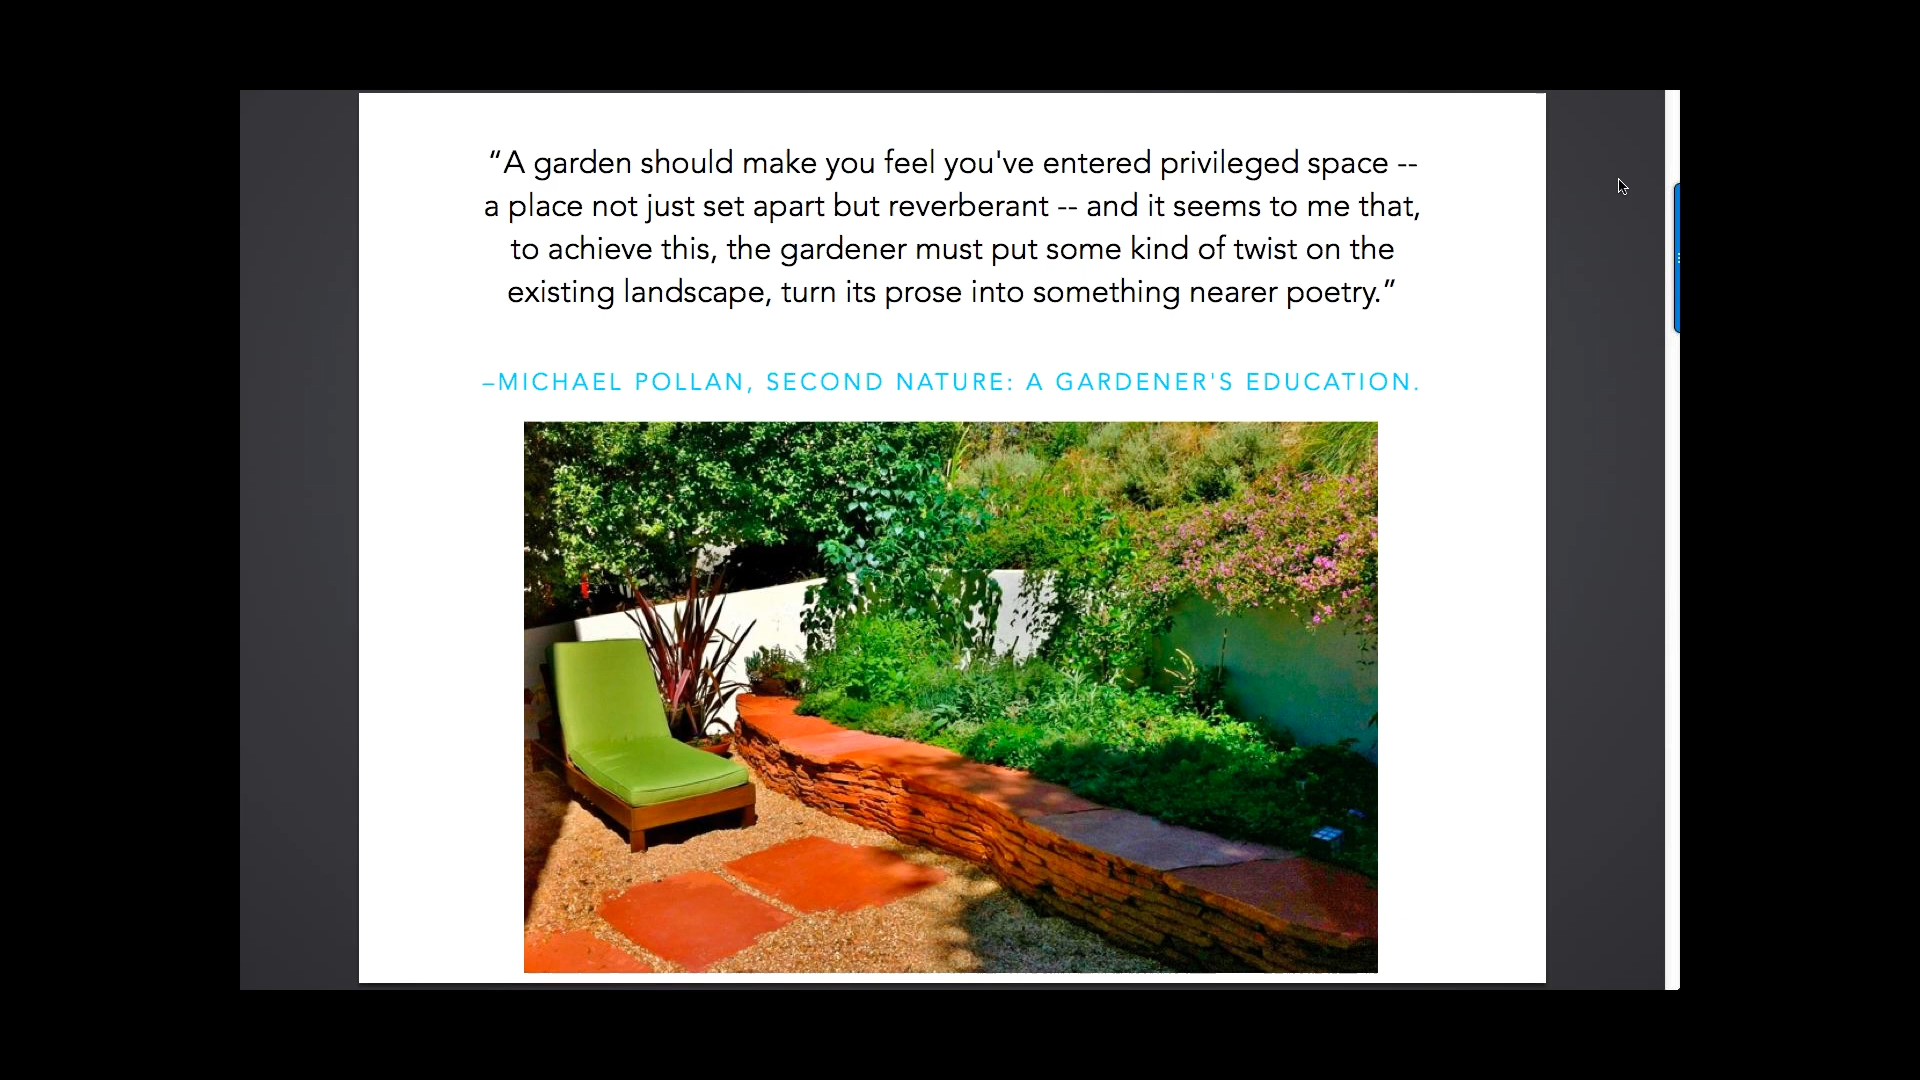 “A garden should make you feel you've entered privileged space --
a place not just set apart but reverberant -- and it seems to me that,
to achieve this, the gardener must put some kind of twist on the
existing landscape, turn its prose into something nearer poetry.”
–MICHAEL POLLAN, SECOND NATURE: A GARDENER'S EDUCATION.